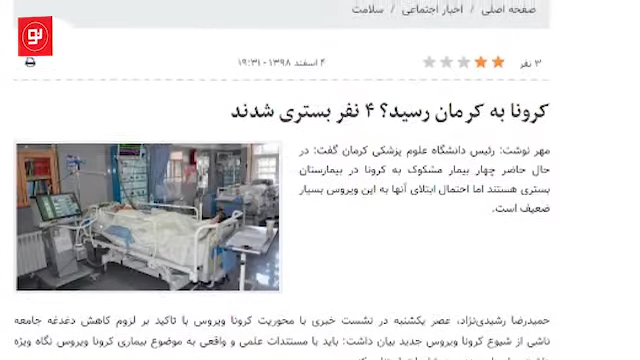 صفحه اصلی / اخبار اجتماعی / سلامت
نو
۳ نفر
۴ اسفند ۱۳۹۸ - ۱۹:۳۱
کرونا به کرمان رسید؟ ۴ نفر بستری شدند
مهر نوشت: رئیس دانشگاه علوم پزشکی کرمان گفت: در
حال حاضر چهار بیمار مشکوک به کرونا در بیمارستان
بستری هستند اما احتمال ابتلای آنها به این ویروس بسیار
ضعیف است.
حمیدرضا رشیدی‌نژاد، عصر یکشنبه در نشست خبری با محوریت کرونا ویروس با تاکید بر لزوم کاهش دغدغه جامعه
ناشی از شیوع کرونا ویروس جدید بیان داشت: باید با مستندات علمی و واقعی به موضوع بیماری کرونا ویروس نگاه ویژه